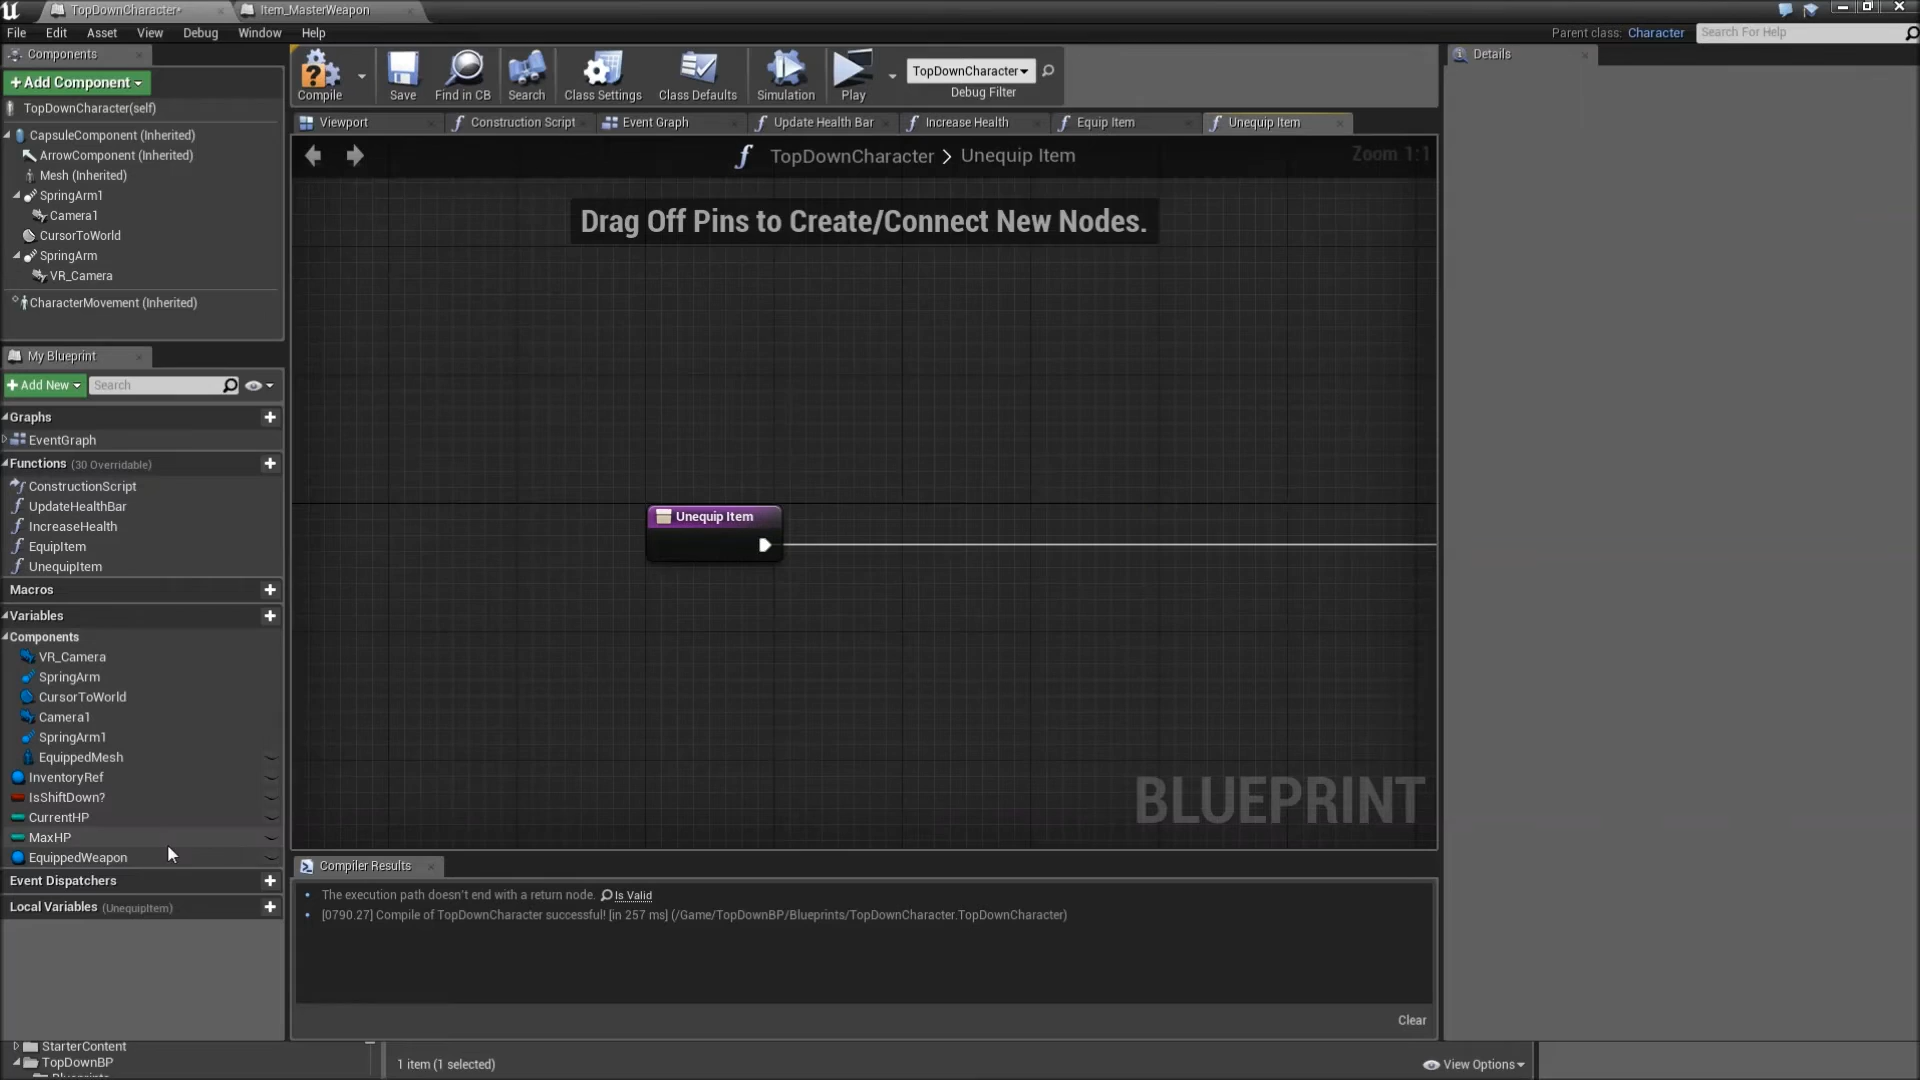 TopDownCharacter*
Item_MasterWeapon
File Edit Asset View Debug Window Help
Parent class: Character
Search For Help
Components
+Add Component
TopDownCharacter(self)
CapsuleComponent (Inherited)
ArrowComponent (Inherited)
Mesh (Inherited)
SpringArm1
Camera1
CursorToWorld
SpringArm
VR_Camera
CharacterMovement (Inherited)
My Blueprint
+Add New
Search
Graphs
EventGraph
Functions (30 Overridable)
ConstructionScript
UpdateHealthBar
IncreaseHealth
EquipItem
UnequipItem
Macros
Variables
Components
VR_Camera
SpringArm
CursorToWorld
Camera1
SpringArm1
EquippedMesh
InventoryRef
IsShiftDown?
CurrentHP
MaxHP
EquippedWeapon
Event Dispatchers
Local Variables (UnequipItem)
Compile
Save
Find in CB
Search
Class Settings
Class Defaults
Simulation
Play
TopDownCharacter
Debug Filter
Viewport
Construction Script
Event Graph
Update Health Bar
Increase Health
Equip Item
Unequip Item
TopDownCharacter > Unequip Item
Zoom 1:1
Drag Off Pins to Create/Connect New Nodes.
Unequip Item
BLUEPRINT
Compiler Results
The execution path doesn't end with a return node. Is Valid
[0790.27] Compile of TopDownCharacter successful! [in 257 ms] (/Game/TopDownBP/Blueprints/TopDownCharacter.TopDownCharacter)
Clear
Details
StarterContent
TopDownBP
1 item (1 selected)
View Options